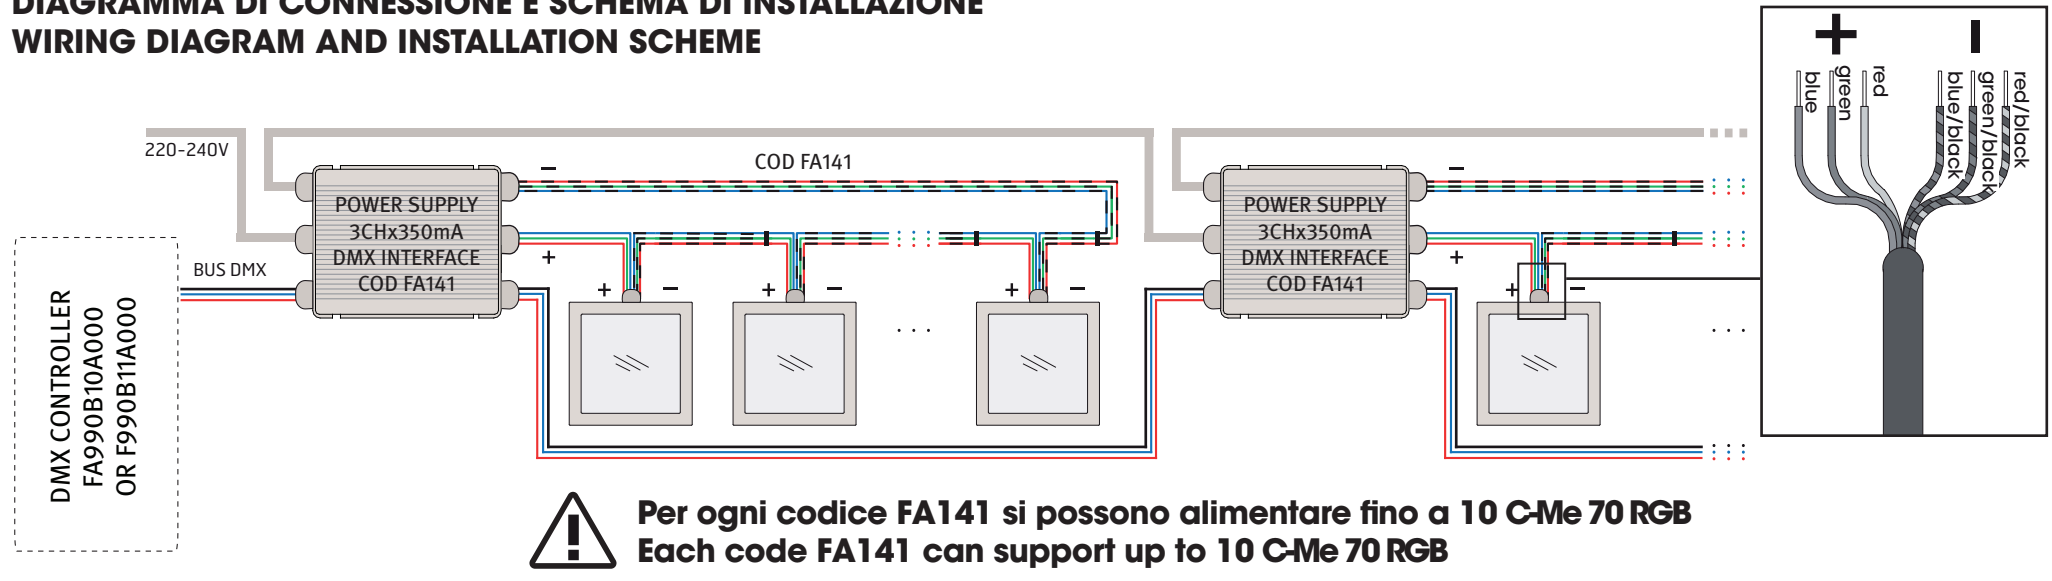 DIAGRAMMA DI CONNESSIONE E SCHEMA DI INSTALLAZIONE
WIRING DIAGRAM AND INSTALLATION SCHEME
220-240V
BUS DMX
DMX CONTROLLER
FA990B10A000
OR F990B11A000
POWER SUPPLY
3CHx350mA
DMX INTERFACE
COD FA141
–
COD FA141
+
+ –
+ –
. . .
+ –
POWER SUPPLY
3CHx350mA
DMX INTERFACE
COD FA141
–
+
+ –
. . .
+ –
blue
green
red
blue/black
green/black
red/black
!
Per ogni codice FA141 si possono alimentare fino a 10 C-Me 70 RGB
Each code FA141 can support up to 10 C-Me 70 RGB